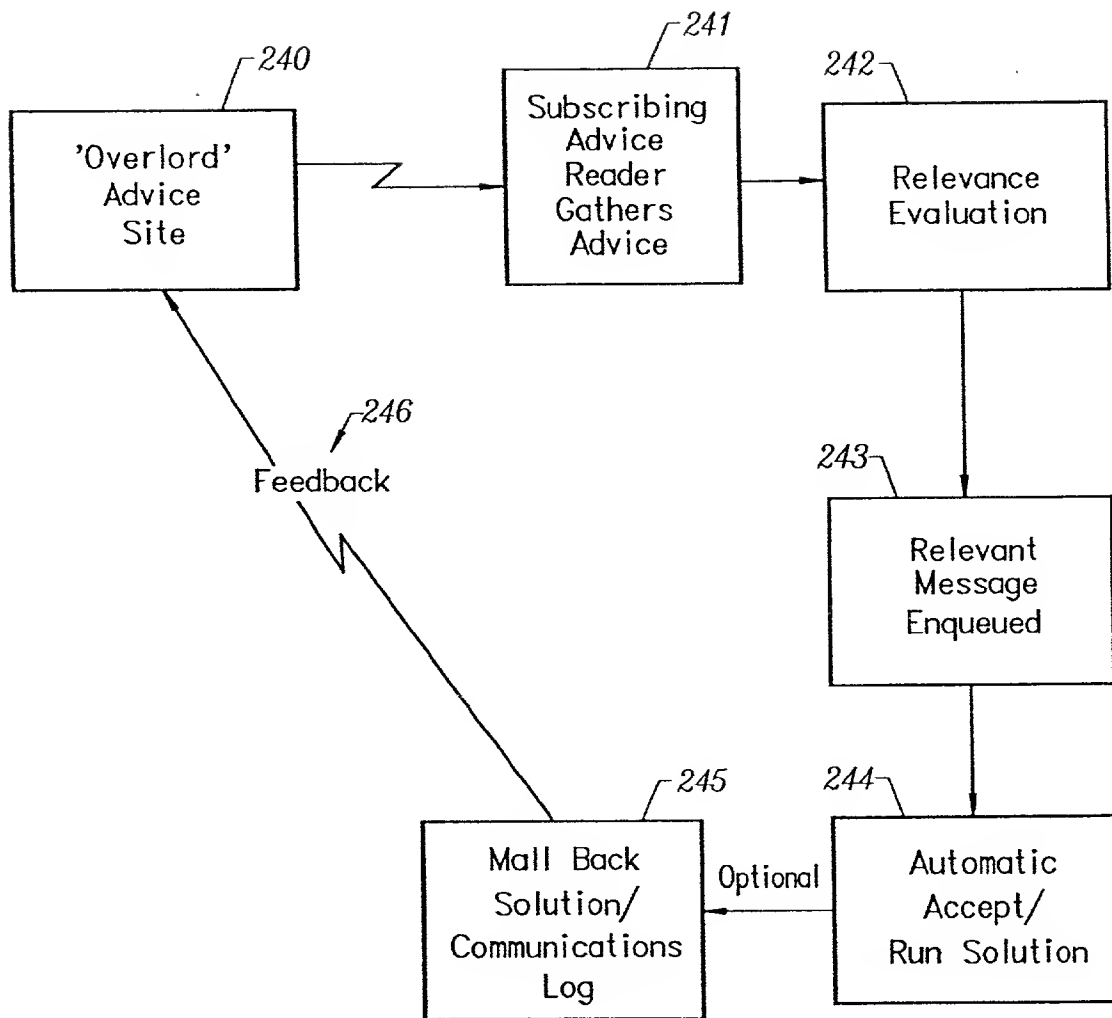 240
'Overlord'
Advice
Site
241
Subscribing
Advice
Reader
Gathers
Advice
242
Relevance
Evaluation
243
Relevant
Message
Enqueued
244
Automatic
Accept/
Run Solution
Optional
245
Mall Back
Solution/
Communications
Log
246
Feedback